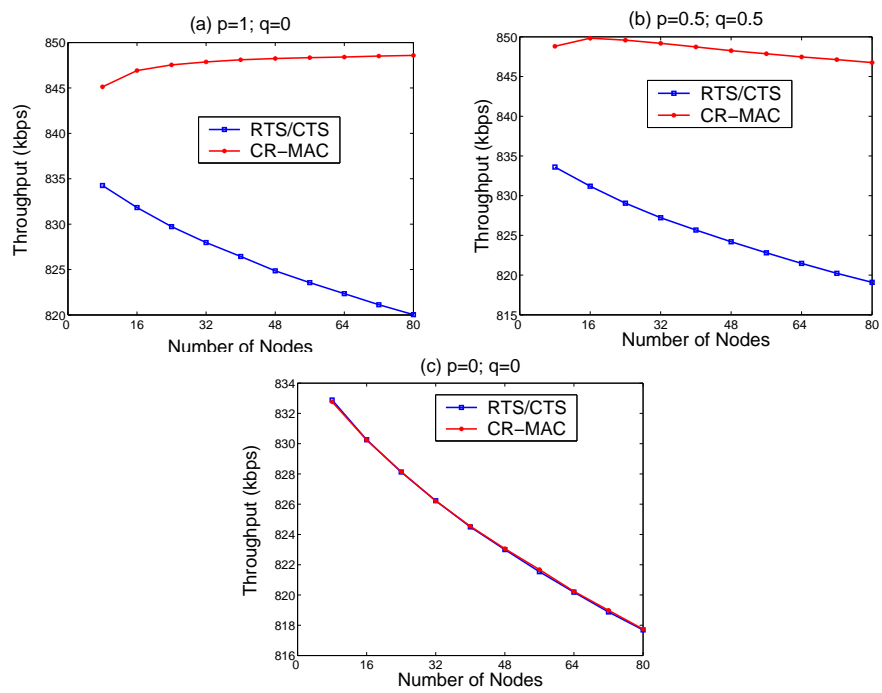 (a) p=1; q=0
850
845
840
835
830
825
820
0 16 32 48 64 80
Throughput (kbps)
Number of Nodes
RTS/CTS
CR−MAC
(b) p=0.5; q=0.5
850
845
840
835
830
825
820
815
0 16 32 48 64 80
Throughput (kbps)
Number of Nodes
RTS/CTS
CR−MAC
(c) p=0; q=0
834
830
828
826
824
822
820
818
816
0 16 32 48 64 80
Throughput (kbps)
Number of Nodes
RTS/CTS
CR−MAC